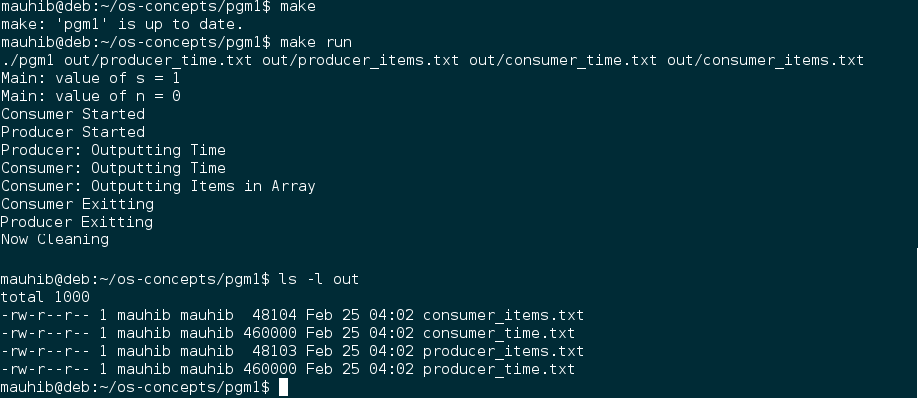 mauhib@deb:~/os-concepts/pgm1$ make
make: 'pgm1' is up to date.
mauhib@deb:~/os-concepts/pgm1$ make run
./pgm1 out/producer_time.txt out/producer_items.txt out/consumer_time.txt out/consumer_items.txt
Main: value of s = 1
Main: value of n = 0
Consumer Started
Producer Started
Producer: Outputting Time
Consumer: Outputting Time
Consumer: Outputting Items in Array
Consumer Exitting
Producer Exitting
Now Cleaning
mauhib@deb:~/os-concepts/pgm1$ ls -l out
total 1000
-rw-r--r-- 1 mauhib mauhib  48104 Feb 25 04:02 consumer_items.txt
-rw-r--r-- 1 mauhib mauhib 460000 Feb 25 04:02 consumer_time.txt
-rw-r--r-- 1 mauhib mauhib  48103 Feb 25 04:02 producer_items.txt
-rw-r--r-- 1 mauhib mauhib 460000 Feb 25 04:02 producer_time.txt
mauhib@deb:~/os-concepts/pgm1$